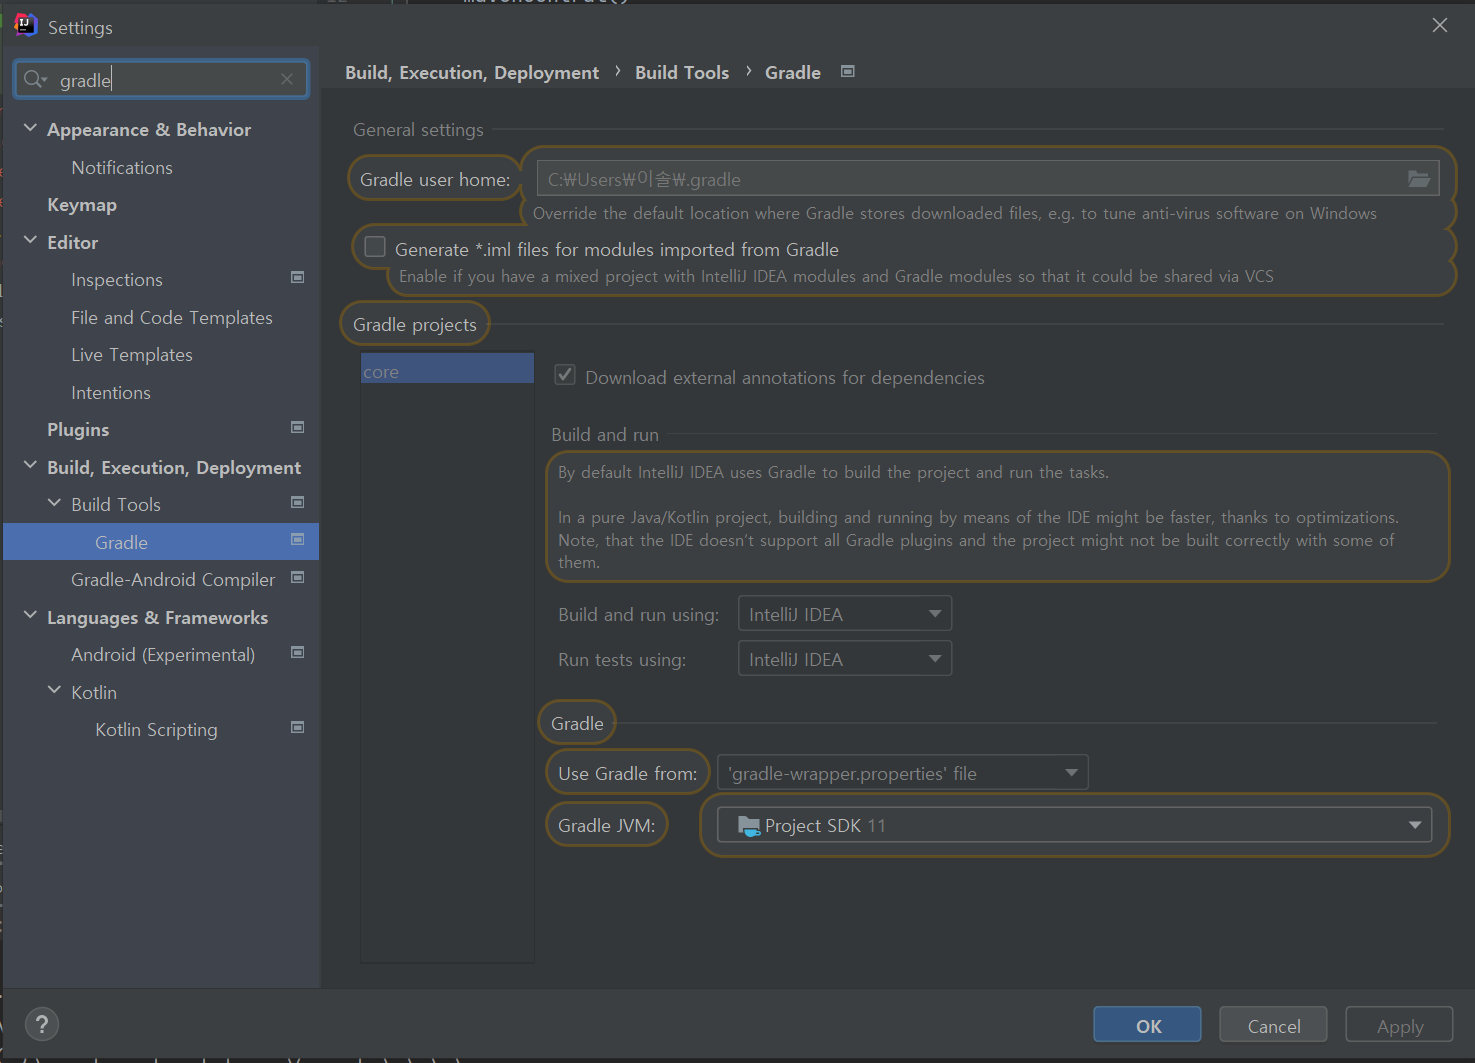 Settings
gradle
Appearance & Behavior
Notifications
Keymap
Editor
Inspections
File and Code Templates
Live Templates
Intentions
Plugins
Build, Execution, Deployment
Build Tools
Gradle
Gradle-Android Compiler
Languages & Frameworks
Android (Experimental)
Kotlin
Kotlin Scripting
Build, Execution, Deployment › Build Tools › Gradle
General settings
Gradle user home: C:₩Users₩이솔₩.gradle
Override the default location where Gradle stores downloaded files, e.g. to tune anti-virus software on Windows
Generate *.iml files for modules imported from Gradle
Enable if you have a mixed project with IntelliJ IDEA modules and Gradle modules so that it could be shared via VCS
Gradle projects
core
Download external annotations for dependencies
Build and run
By default IntelliJ IDEA uses Gradle to build the project and run the tasks.
In a pure Java/Kotlin project, building and running by means of the IDE might be faster, thanks to optimizations.
Note, that the IDE doesn't support all Gradle plugins and the project might not be built correctly with some of
them.
Build and run using: IntelliJ IDEA
Run tests using: IntelliJ IDEA
Gradle
Use Gradle from: 'gradle-wrapper.properties' file
Gradle JVM: Project SDK 11
? OK Cancel Apply